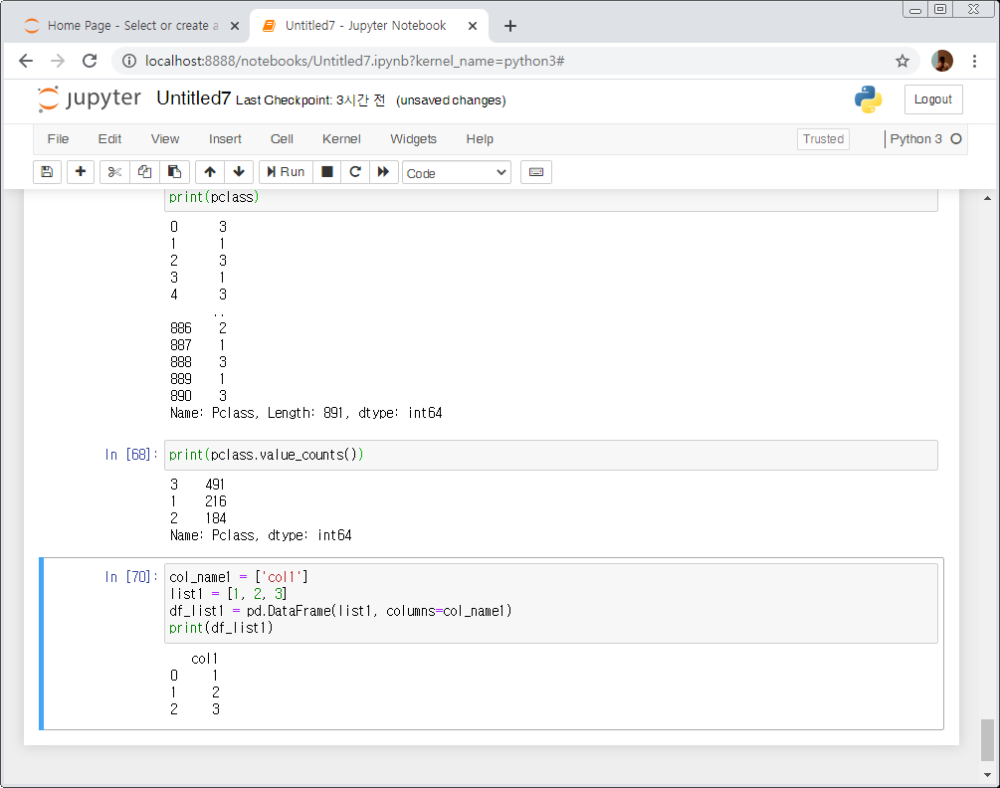 Home Page - Select or create a
Untitled7 - Jupyter Notebook
localhost:8888/notebooks/Untitled7.ipynb?kernel_name=python3#
jupyter Untitled7 Last Checkpoint: 3시간 전 (unsaved changes)
Logout
File Edit View Insert Cell Kernel Widgets Help
Trusted
Python 3
Run
Code
print(pclass)
0 3
1 1
2 3
3 1
4 3
..
886 2
887 1
888 3
889 1
890 3
Name: Pclass, Length: 891, dtype: int64
In [68]: print(pclass.value_counts())
3 491
1 216
2 184
Name: Pclass, dtype: int64
In [70]: col_name1 = ['col1']
list1 = [1, 2, 3]
df_list1 = pd.DataFrame(list1, columns=col_name1)
print(df_list1)
col1
0 1
1 2
2 3